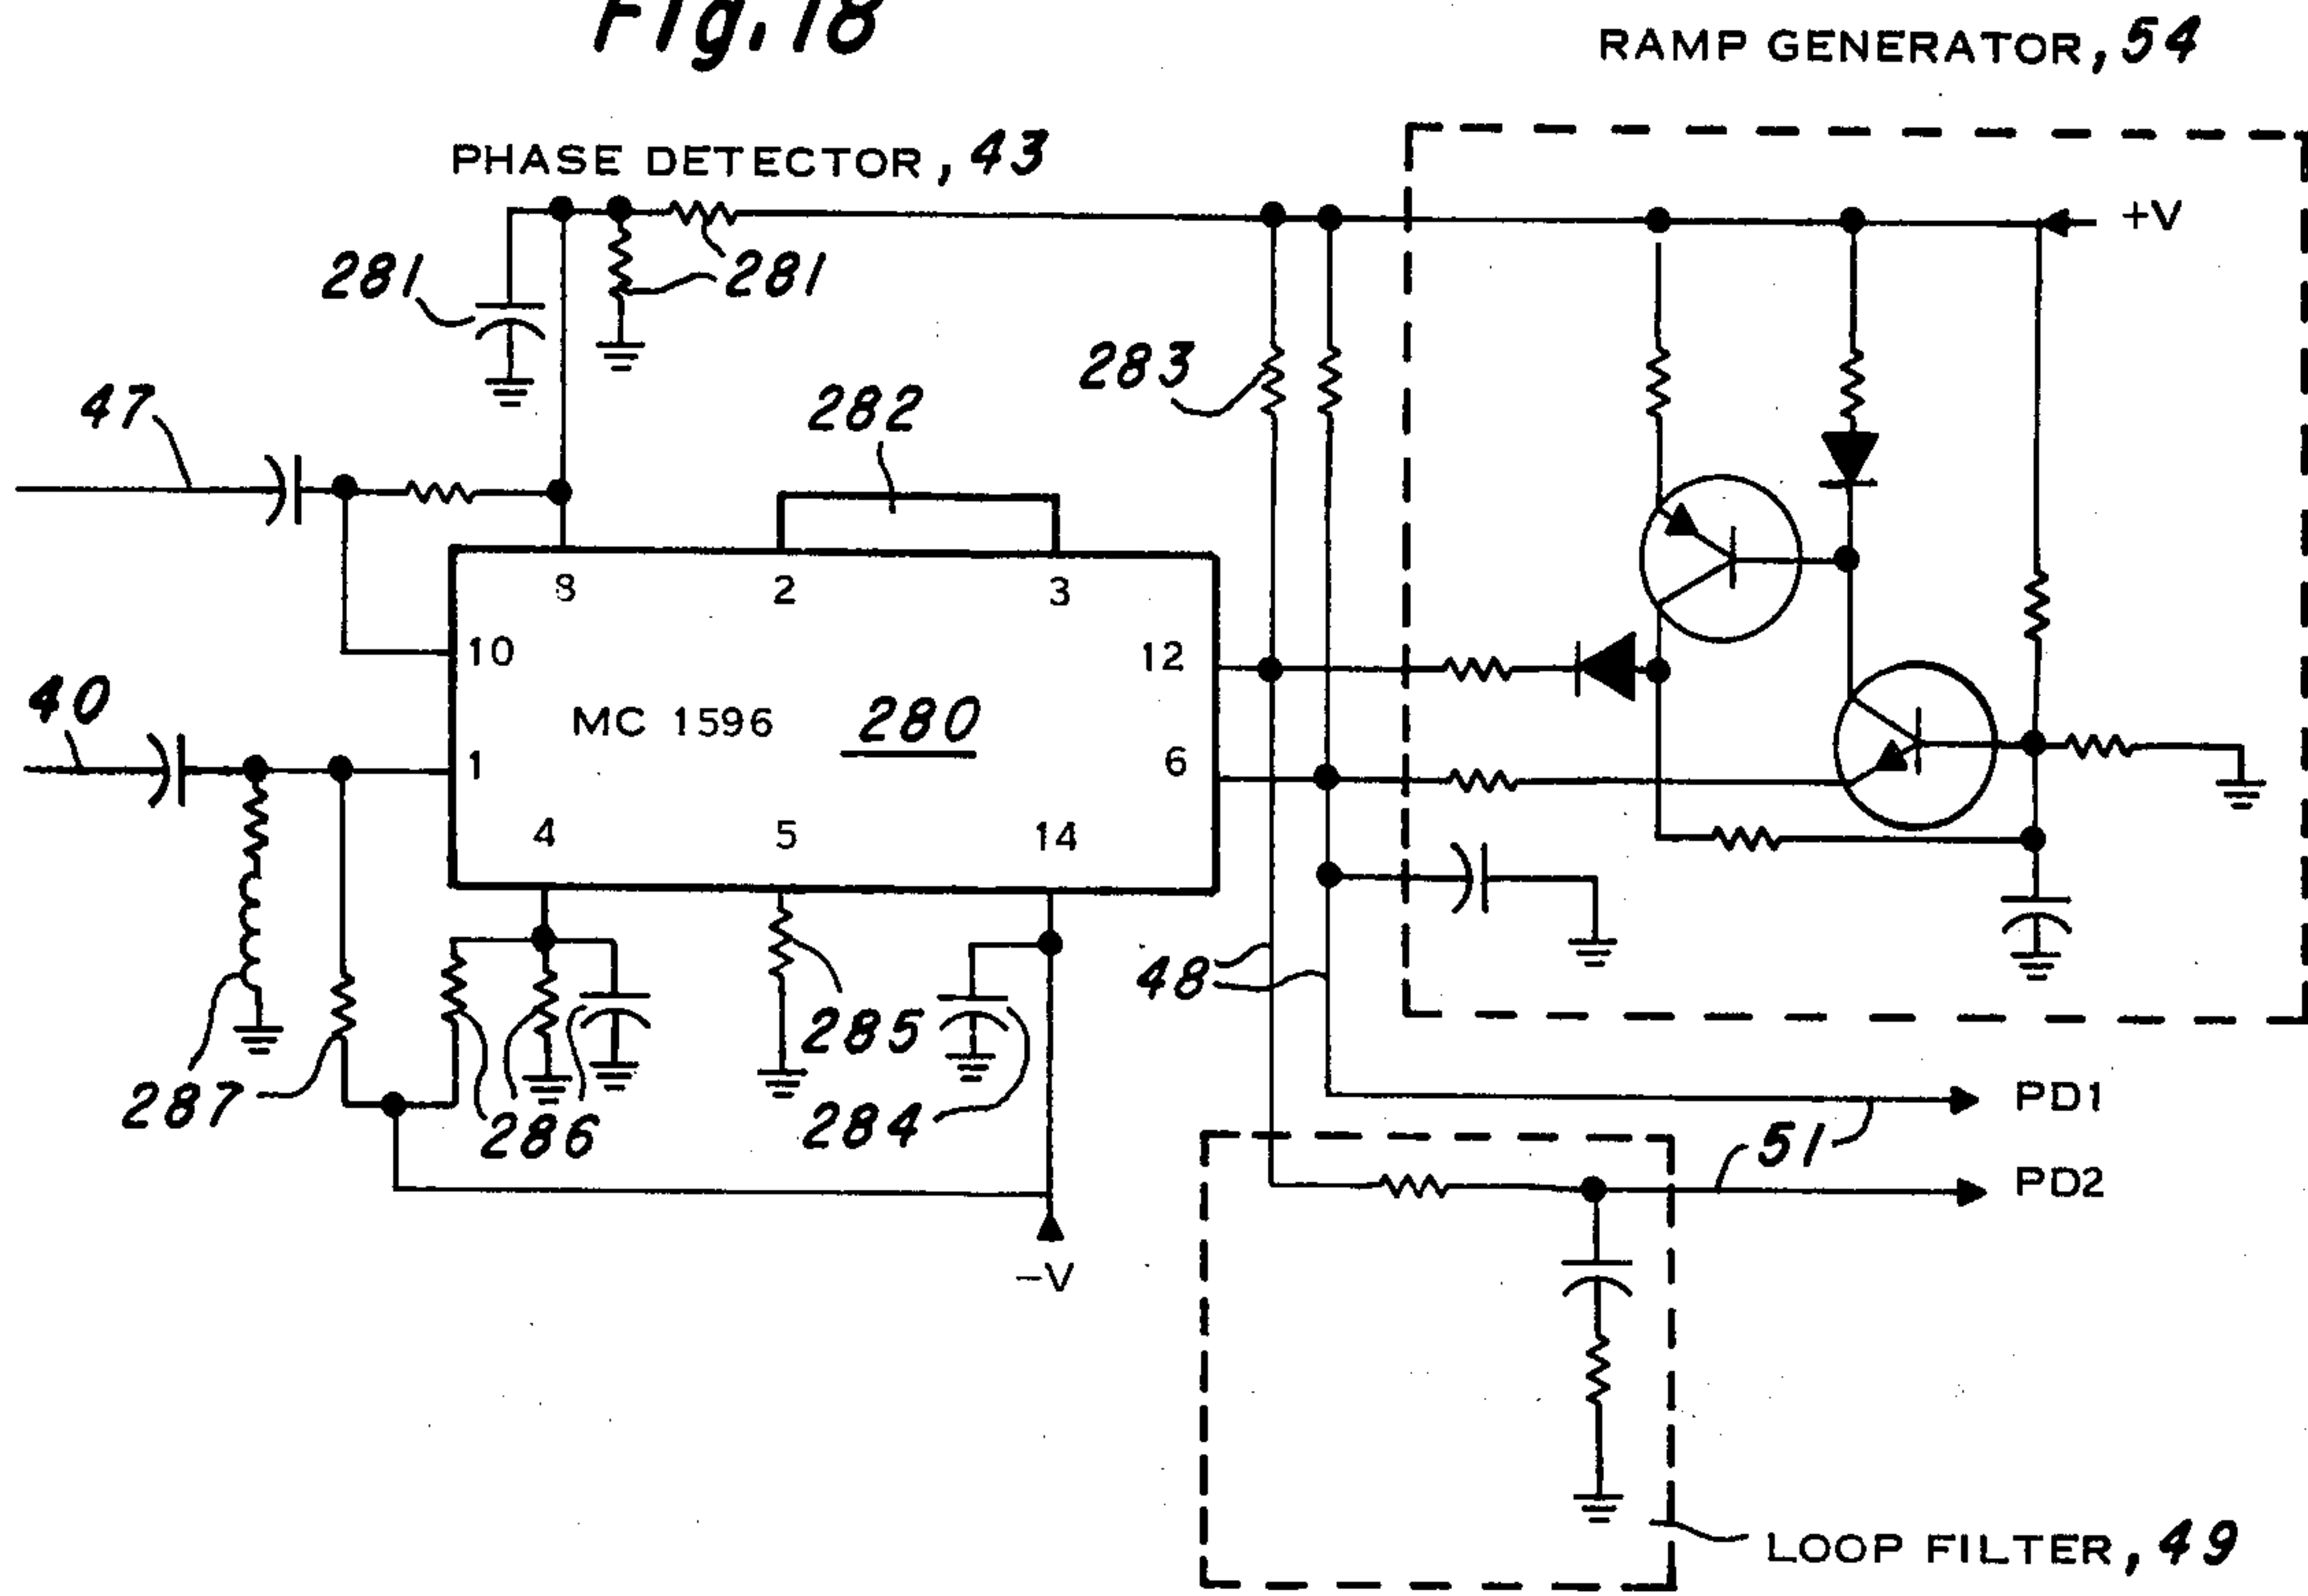 Fig. 18
RAMP GENERATOR, 54
PHASE DETECTOR, 43
+V
281
281
283
47
282
8
2
3
10
12
40
MC 1596
280
1
6
4
5
14
48
285
287
286
284
PD1
51
PD2
-V
LOOP FILTER, 49